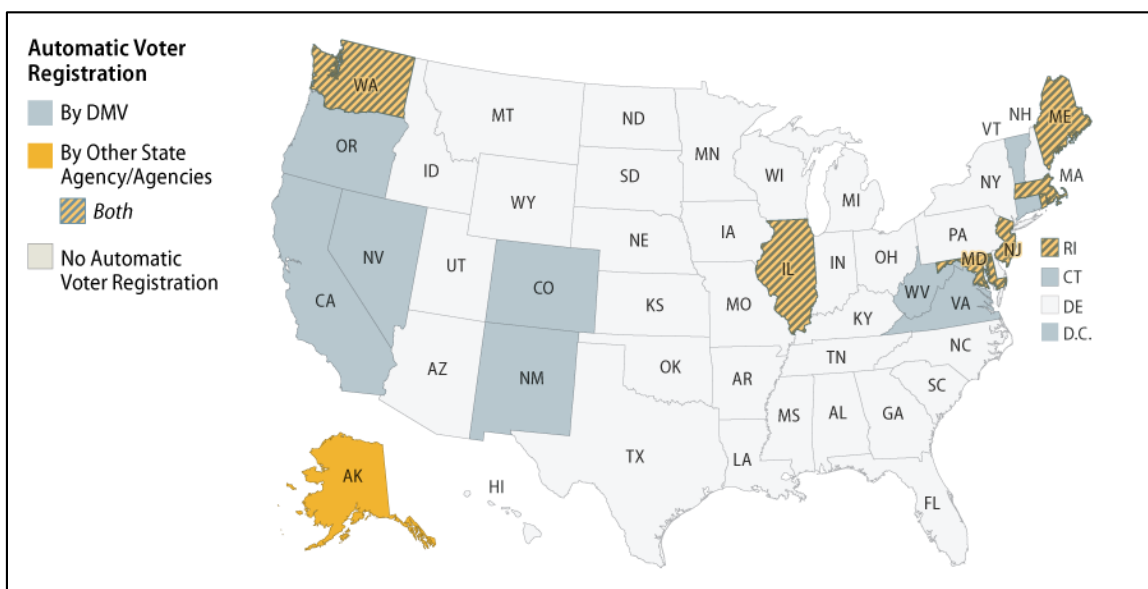 Automatic Voter
Registration
By DMV
By Other State
Agency/Agencies
Both
No Automatic
Voter Registration
WA
MT
ND
MN
OR
ID
SD
WI
MI
VT
NH
ME
MA
NY
WY
NE
IA
PA
NJ
RI
NV
UT
CO
IL
IN
OH
MD
CT
CA
KS
MO
WV
VA
DE
KY
D.C.
AZ
NM
OK
AR
TN
NC
SC
MS
AL
GA
TX
LA
FL
AK
HI